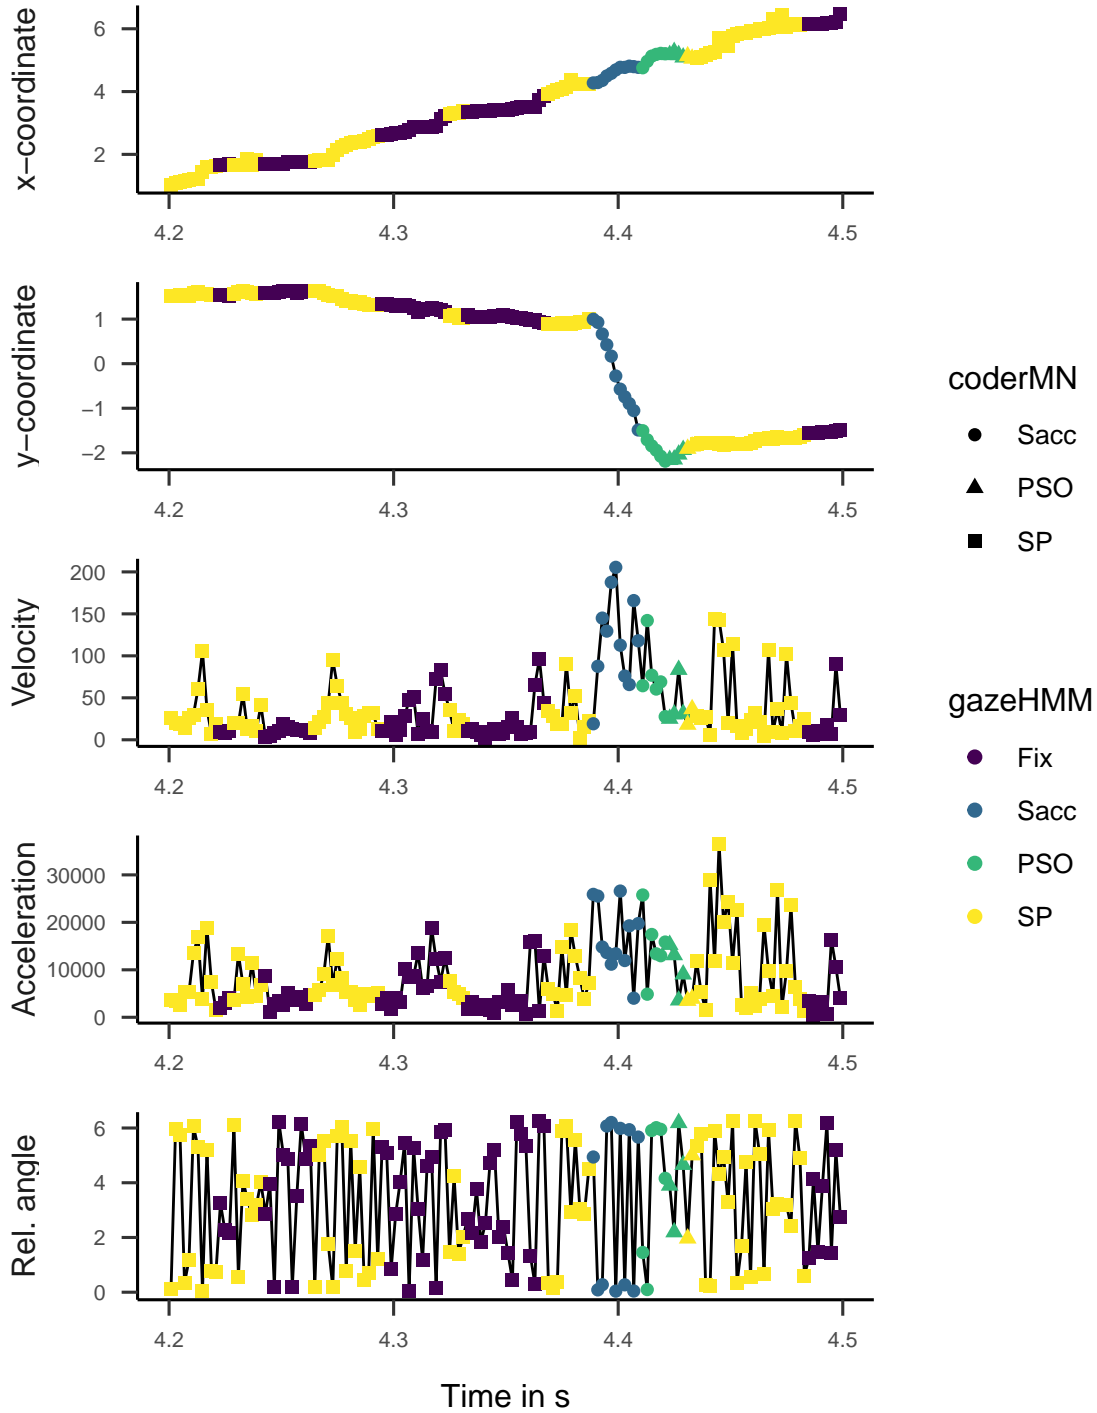 x−coordinate
6
4
2
4.2 4.3 4.4 4.5
y−coordinate
1
0
−1
−2
4.2 4.3 4.4 4.5
Velocity
200
150
100
50
0
4.2 4.3 4.4 4.5
Acceleration
30000
20000
10000
0
4.2 4.3 4.4 4.5
Rel. angle
6
4
2
0
4.2 4.3 4.4 4.5
Time in s
coderMN
Sacc
PSO
SP
gazeHMM
Fix
Sacc
PSO
SP